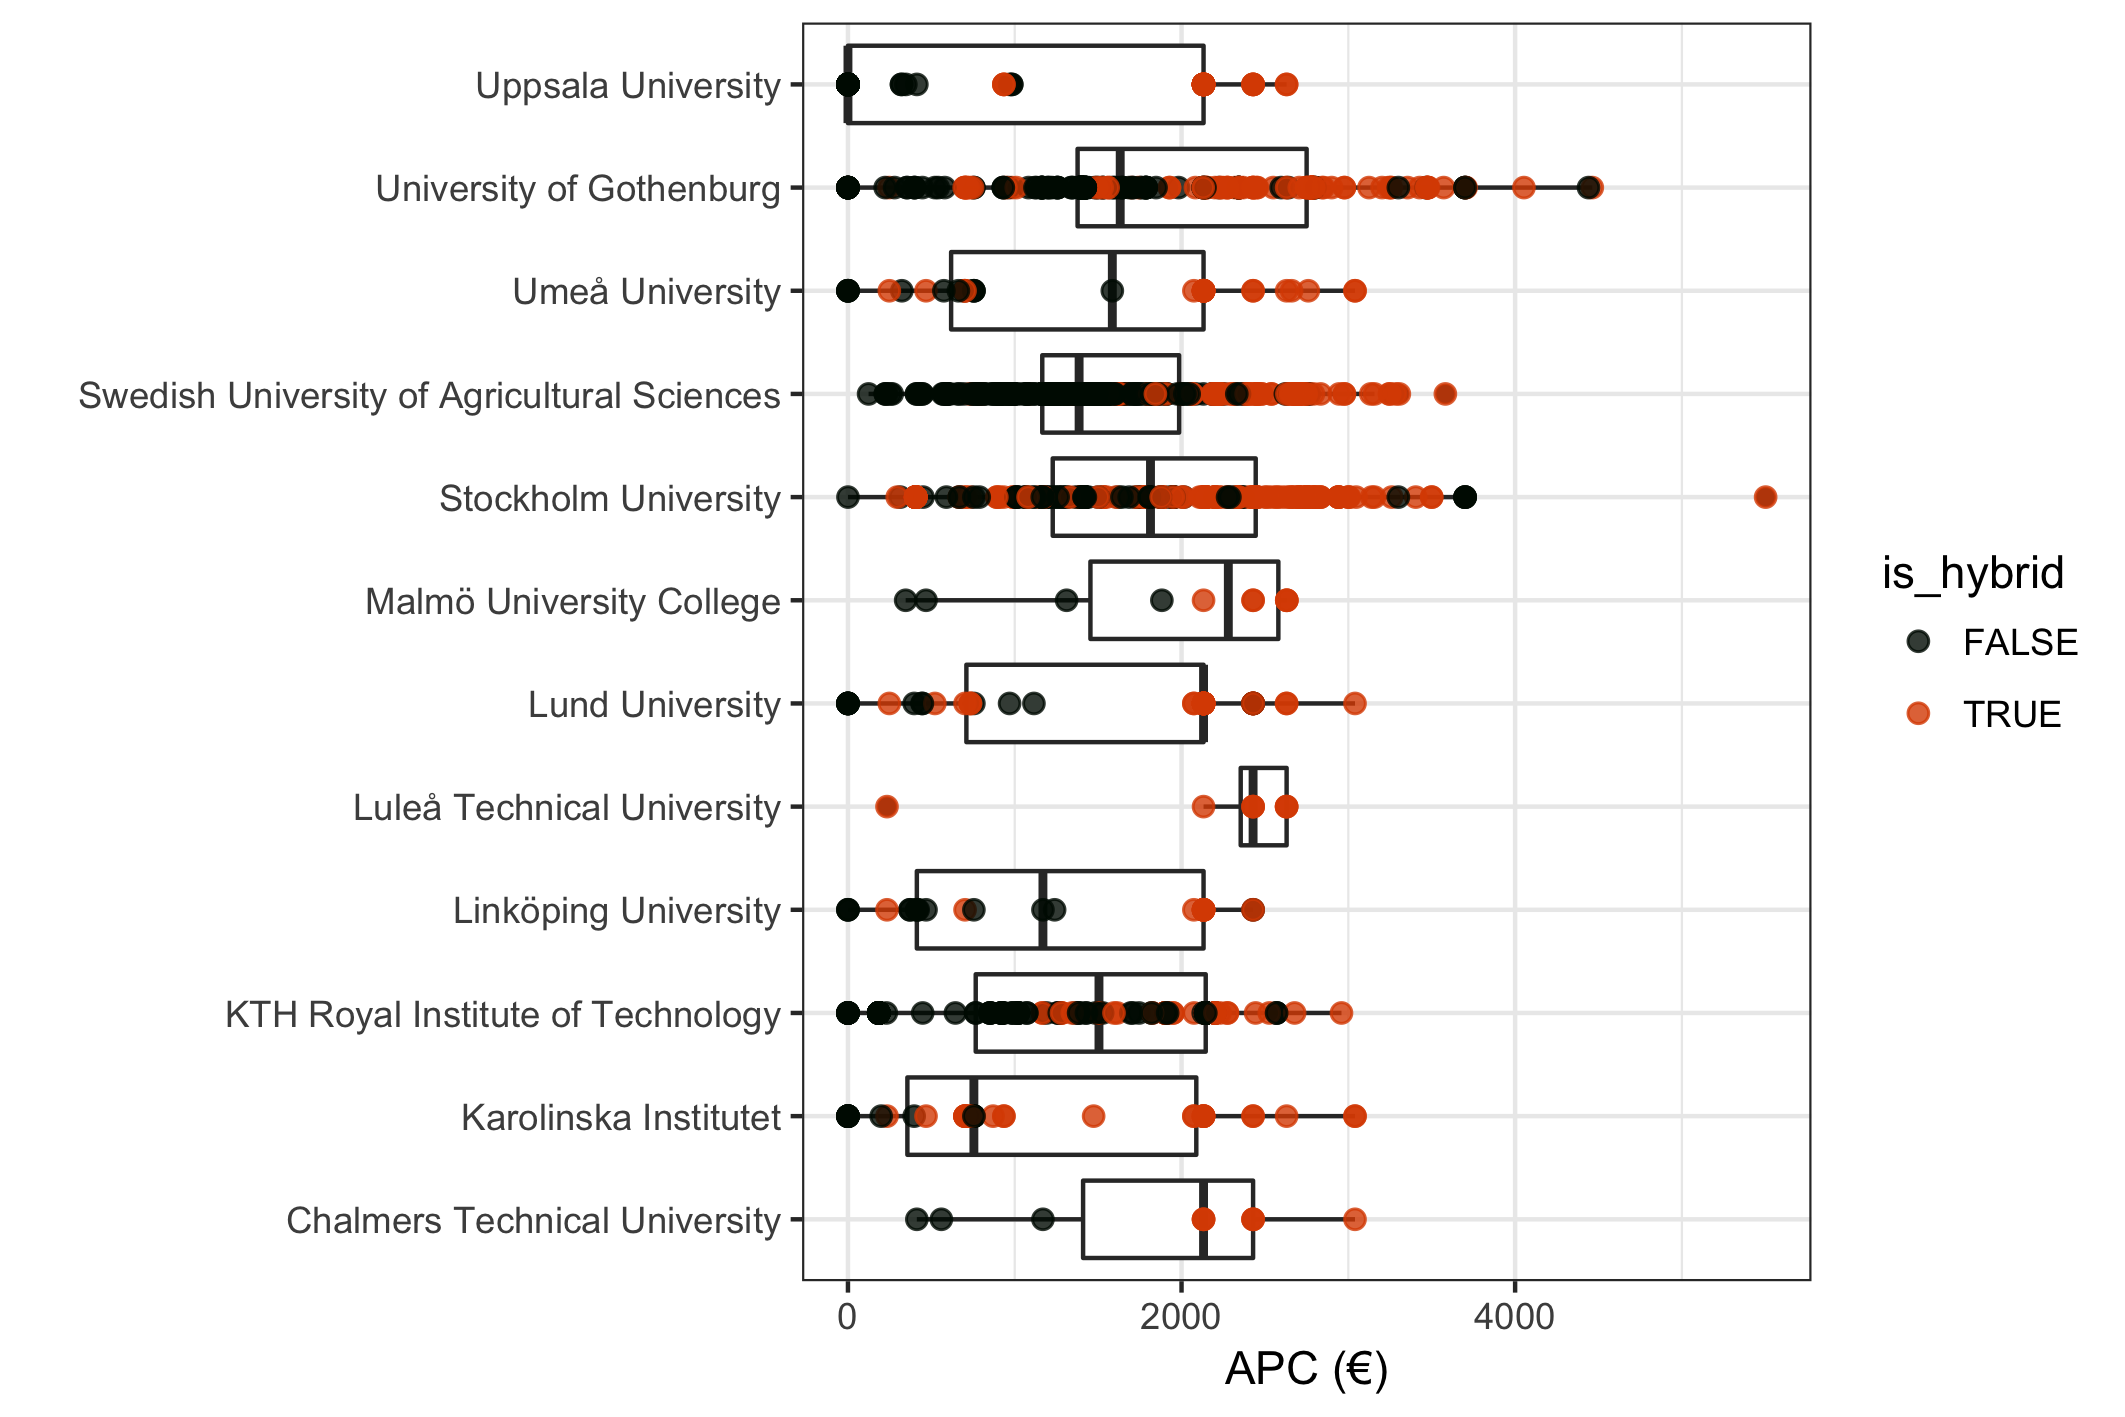 Uppsala University
University of Gothenburg
Umeå University
Swedish University of Agricultural Sciences
Stockholm University
Malmö University College
Lund University
Luleå Technical University
Linköping University
KTH Royal Institute of Technology
Karolinska Institutet
Chalmers Technical University
0 2000 4000
APC (€)
is_hybrid
FALSE
TRUE